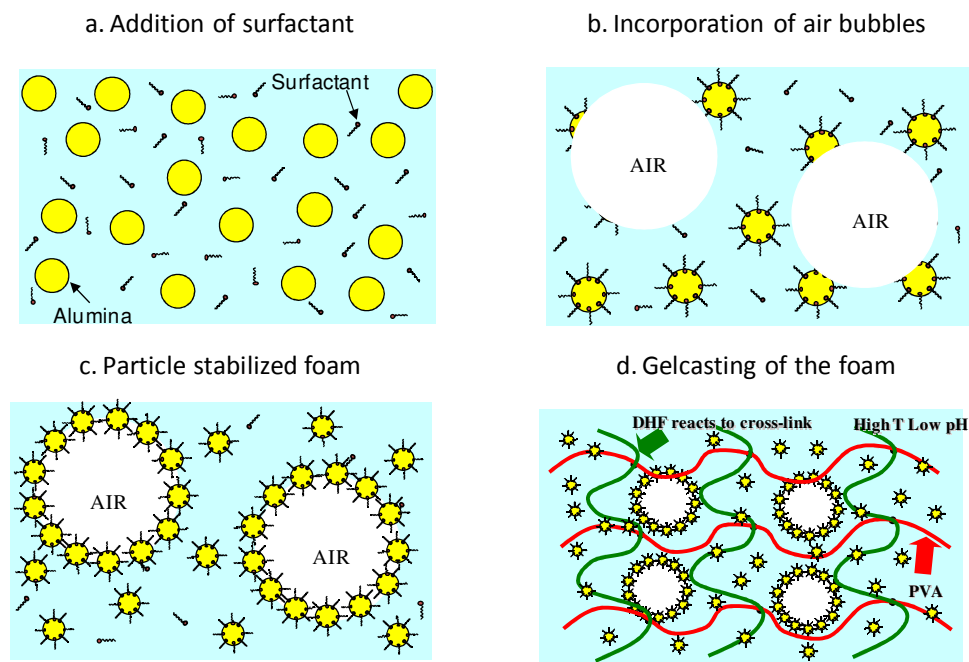 a. Addition of surfactant
b. Incorporation of air bubbles
Surfactant
Alumina
AIR
AIR
c. Particle stabilized foam
d. Gelcasting of the foam
AIR
AIR
DHF reacts to cross-link
High T Low pH
PVA